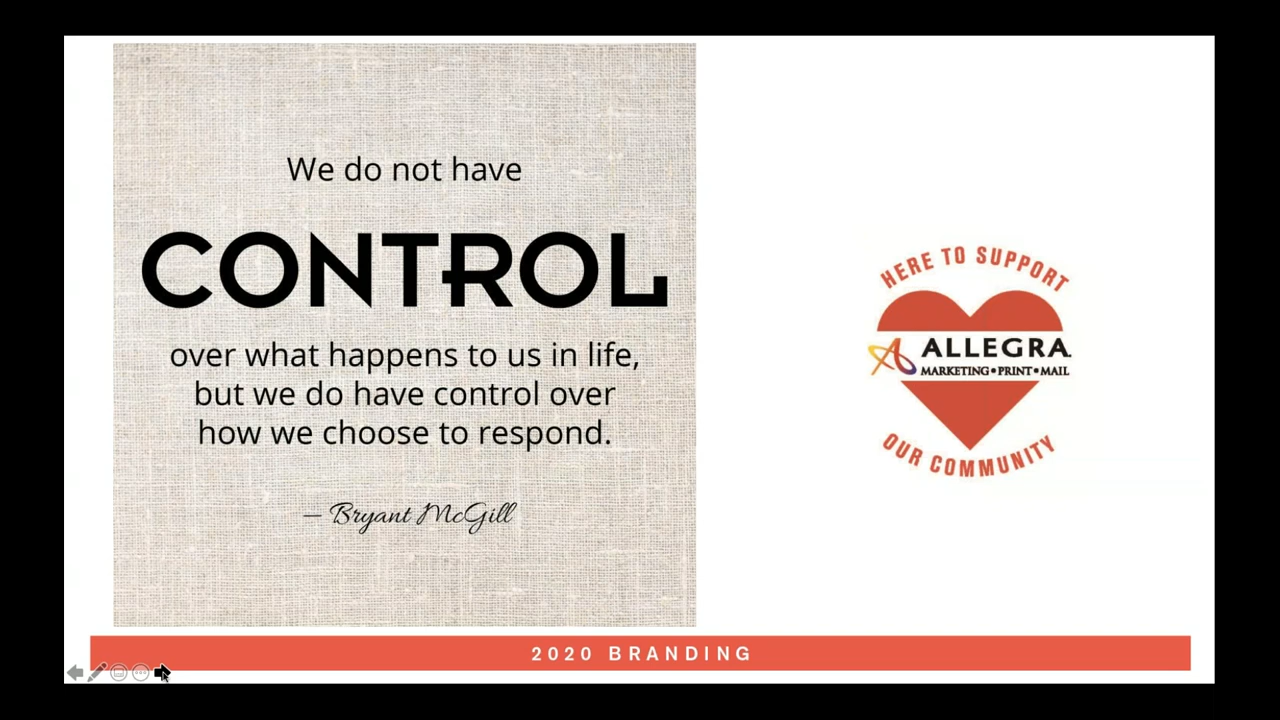 We do not have
CONTROL
over what happens to us in life,
but we do have control over
how we choose to respond.
— Bryant McGill
HERE TO SUPPORT
ALLEGRA
MARKETING•PRINT•MAIL
OUR COMMUNITY
2020 BRANDING